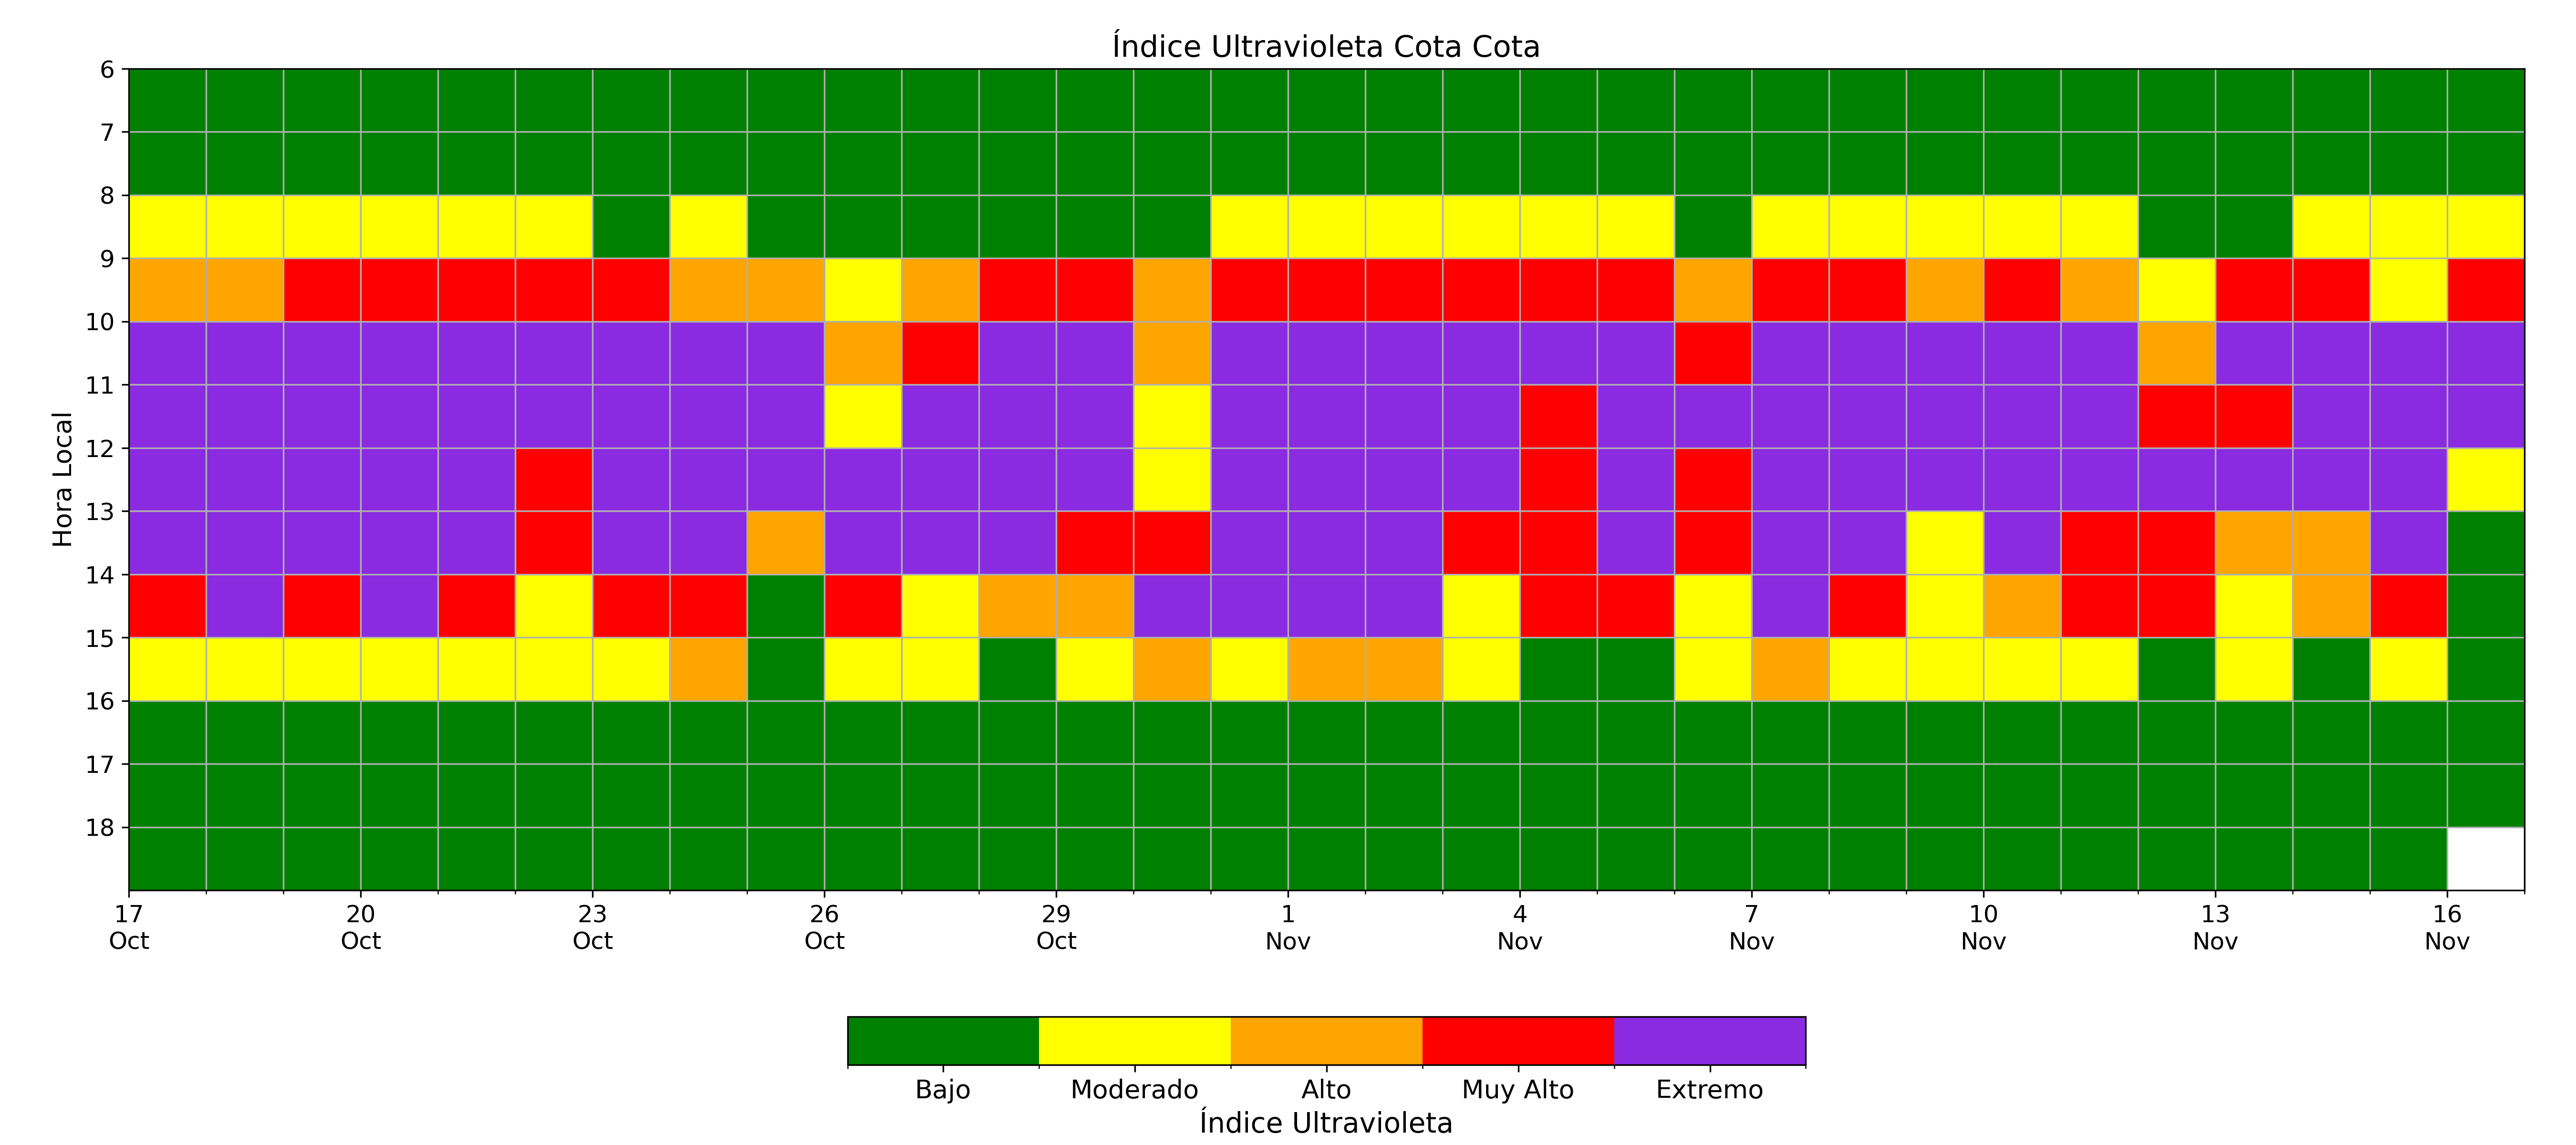 Índice Ultravioleta Cota Cota
Hora Local
6
7
8
9
10
11
12
13
14
15
16
17
18
17 20 23 26 29 1 4 7 10 13 16
Oct Oct Oct Oct Oct Nov Nov Nov Nov Nov Nov
Bajo Moderado Alto Muy Alto Extremo
Índice Ultravioleta